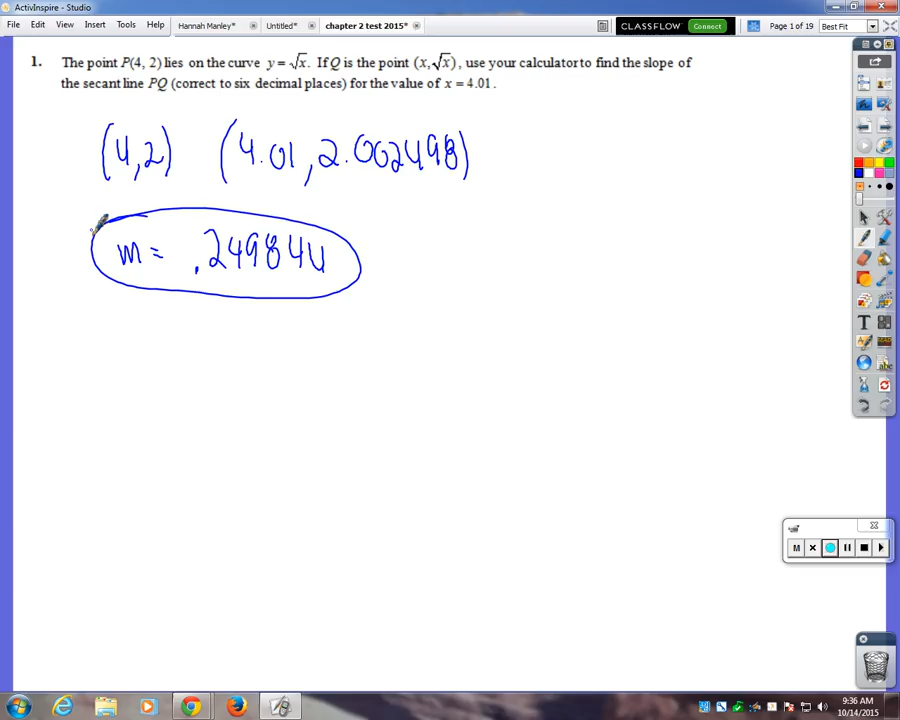 ActivInspire - Studio
File Edit View Insert Tools Help
Hannah Manley* Untitled* chapter 2 test 2015*
CLASSFLOW Connect
Page 1 of 19 Best Fit
1. The point P(4, 2) lies on the curve y = √x. If Q is the point (x, √x), use your calculator to find the slope of
the secant line PQ (correct to six decimal places) for the value of x = 4.01.
(4,2) (4.01, 2.002498)
m = .249844
M
9:36 AM
10/14/2015